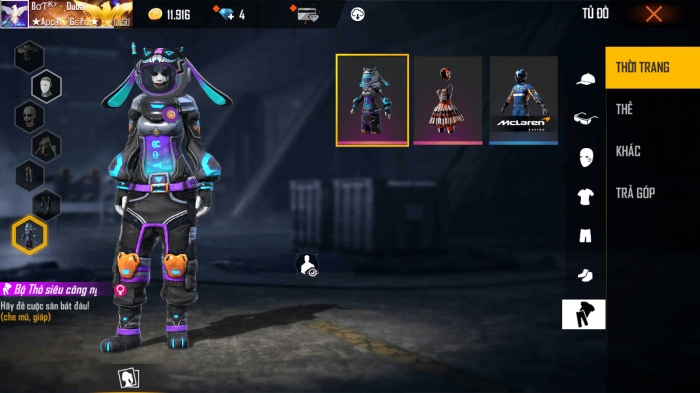 11.916
4
TỦ ĐỒ
THỜI TRANG
THẺ
KHÁC
TRẢ GÓP
McLaren
RACING
Bộ Thỏ siêu công n
Hãy để cuộc săn bắt đầu!
(che mũ, giáp)